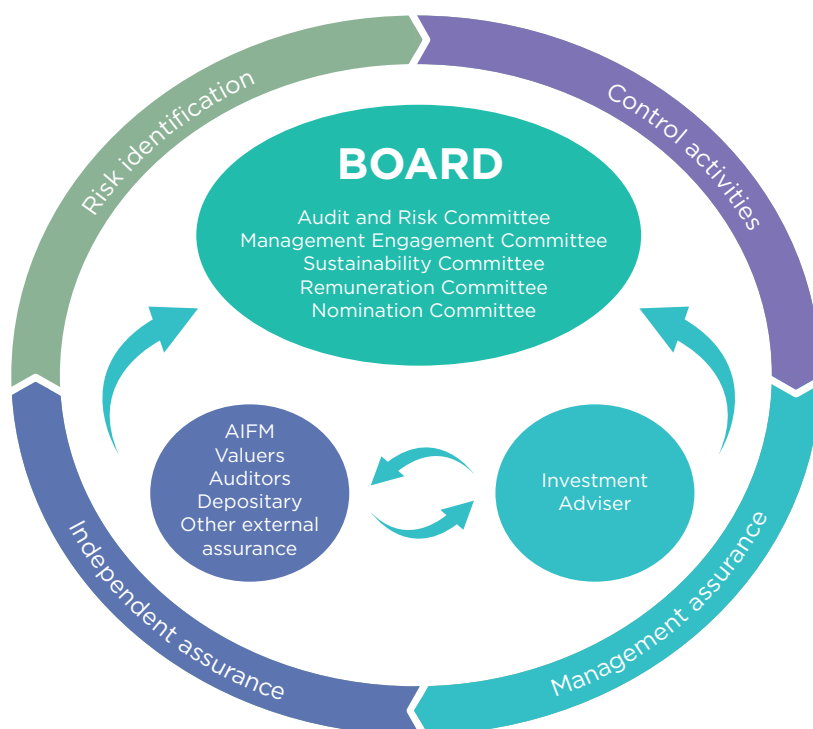 Risk identification
Control activities
BOARD
Audit and Risk Committee
Management Engagement Committee
Sustainability Committee
Remuneration Committee
Nomination Committee
AIFM
Valuers
Auditors
Depositary
Other external
assurance
Investment
Adviser
Independent assurance
Management assurance